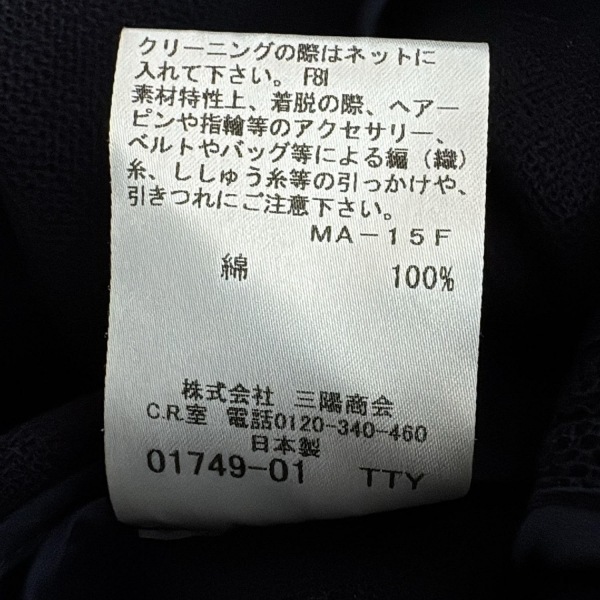 クリーニングの際はネットに
入れて下さい。 F81
素材特性上、着脱の際、ヘアー
ピンや指輪等のアクセサリー、
ベルトやバッグ等による編（織）
糸、ししゅう糸等の引っかけや、
引きつれにご注意下さい。
MA-15F
綿 100%
株式会社 三陽商会
C.R.室 電話0120-340-460
日本製
01749-01 TTY